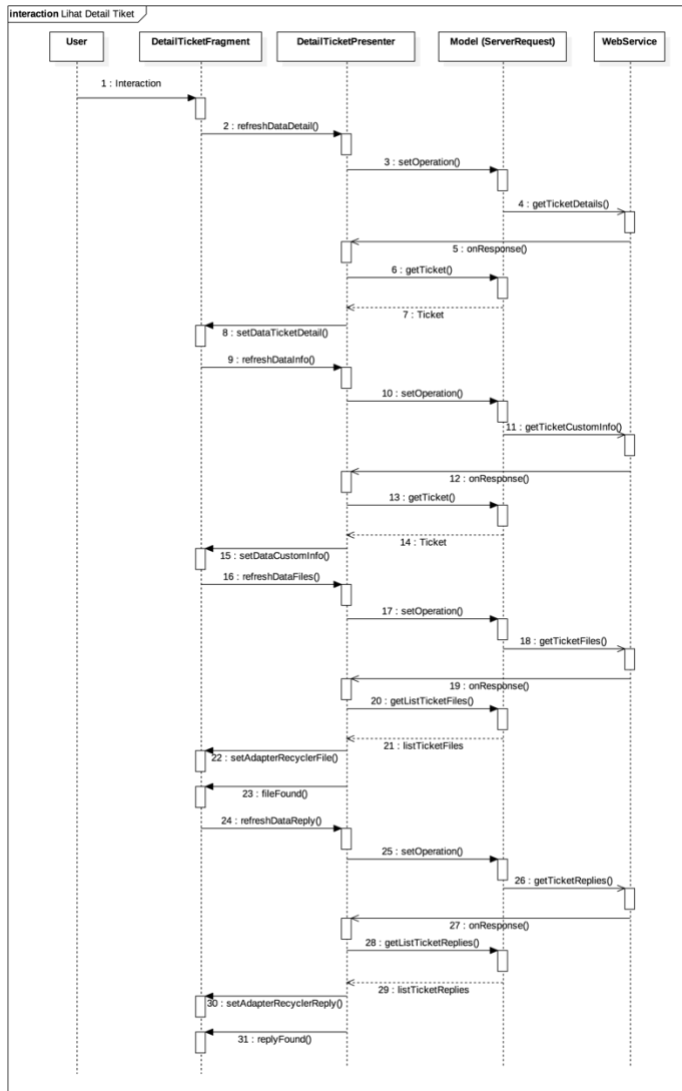 interaction Lihat Detail Tiket
User
DetailTicketFragment
DetailTicketPresenter
Model (ServerRequest)
WebService
1 : Interaction
2 : refreshDataDetail()
3 : setOperation()
4 : getTicketDetails()
5 : onResponse()
6 : getTicket()
7 : Ticket
8 : setDataTicketDetail()
9 : refreshDataInfo()
10 : setOperation()
11 : getTicketCustomInfo()
12 : onResponse()
13 : getTicket()
14 : Ticket
15 : setDataCustomInfo()
16 : refreshDataFiles()
17 : setOperation()
18 : getTicketFiles()
19 : onResponse()
20 : getListTicketFiles()
21 : listTicketFiles
22 : setAdapterRecyclerFile()
23 : fileFound()
24 : refreshDataReply()
25 : setOperation()
26 : getTicketReplies()
27 : onResponse()
28 : getListTicketReplies()
29 : listTicketReplies
30 : setAdapterRecyclerReply()
31 : replyFound()